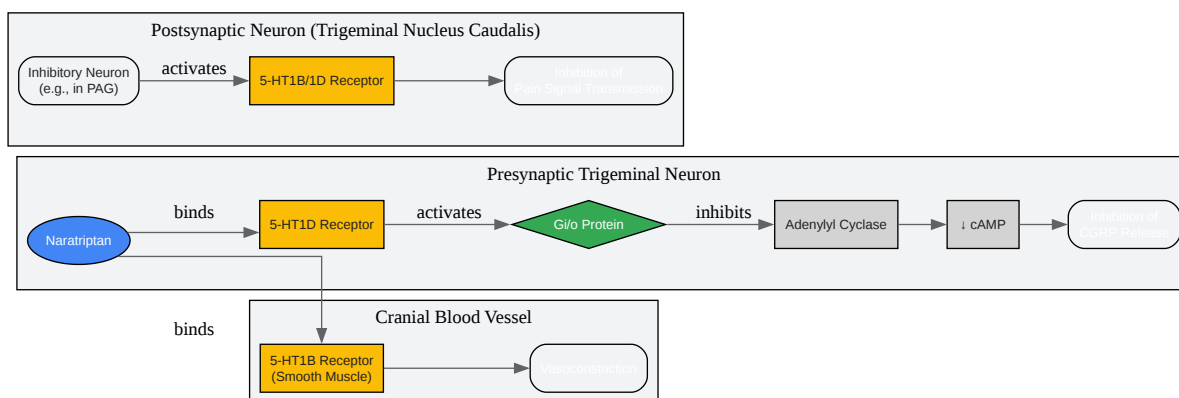 Postsynaptic Neuron (Trigeminal Nucleus Caudalis)
Inhibitory Neuron
(e.g., in PAG)
activates
5-HT1B/1D Receptor
Inhibition of
Pain Signal Transmission
Presynaptic Trigeminal Neuron
Naratriptan
binds
5-HT1D Receptor
activates
Gi/o Protein
inhibits
Adenylyl Cyclase
↓ cAMP
Inhibition of
CGRP Release
binds
Cranial Blood Vessel
5-HT1B Receptor
(Smooth Muscle)
Vasoconstriction